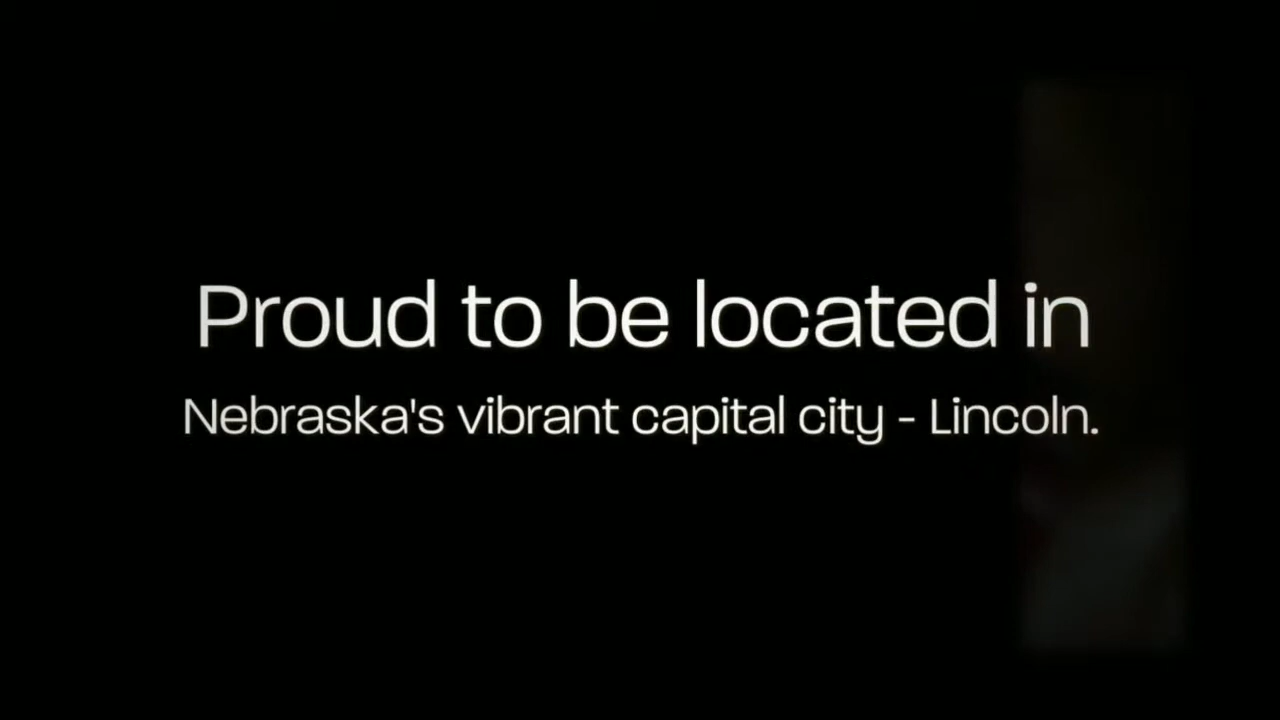 Proud to be located in
Nebraska's vibrant capital city - Lincoln.